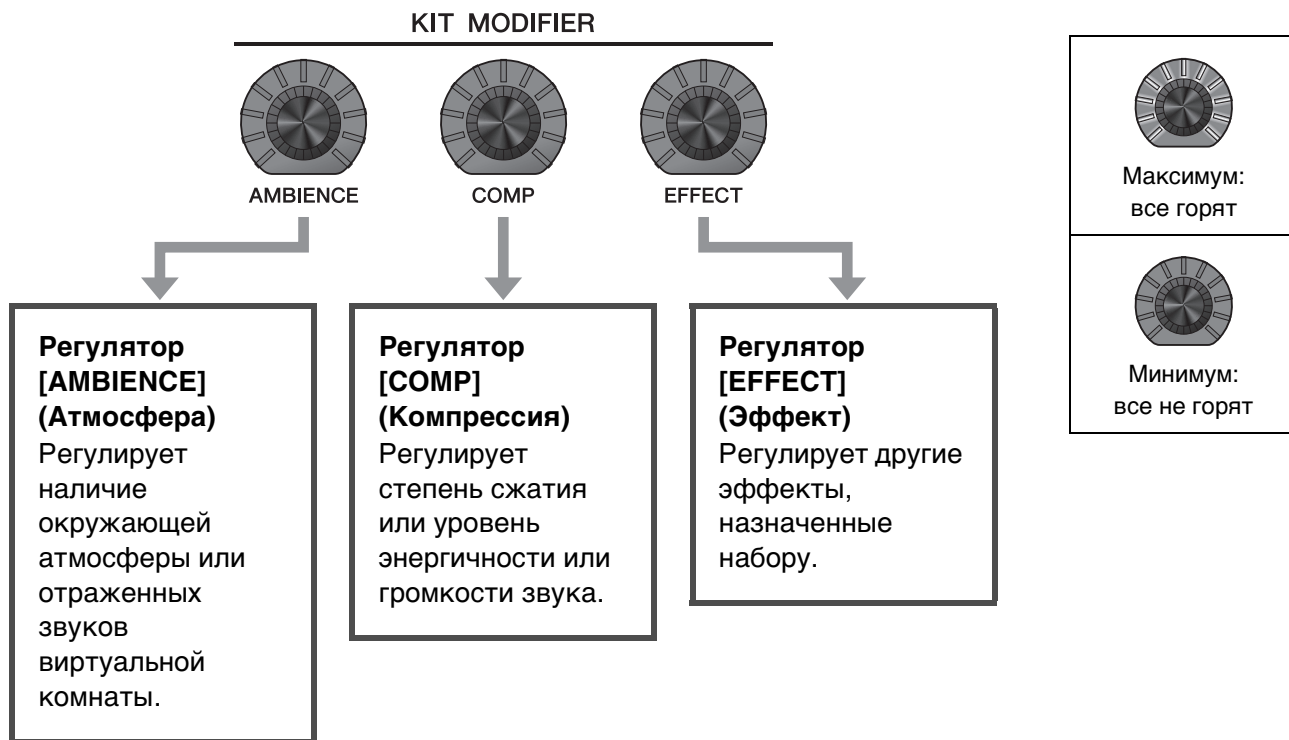 KIT MODIFIER
AMBIENCE
COMP
EFFECT
Регулятор
[AMBIENCE]
(Атмосфера)
Регулирует
наличие
окружающей
атмосферы или
отраженных
звуков
виртуальной
комнаты.
Регулятор
[COMP]
(Компрессия)
Регулирует
степень сжатия
или уровень
энергичности или
громкости звука.
Регулятор
[EFFECT]
(Эффект)
Регулирует другие
эффекты,
назначенные
набору.
Максимум:
все горят
Минимум:
все не горят